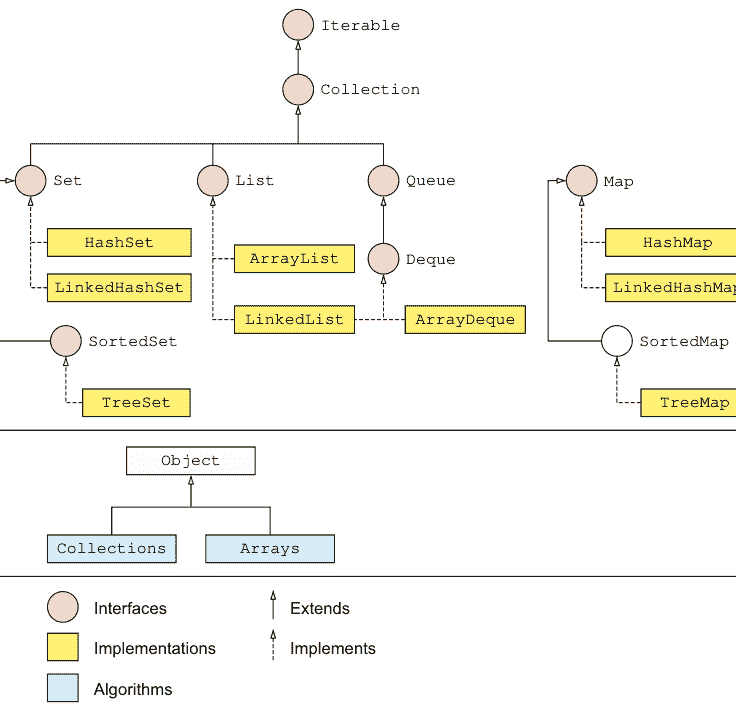 Iterable
Collection
Set
List
Queue
Map
HashSet
ArrayList
Deque
HashMap
LinkedHashSet
LinkedHashMap
LinkedList
ArrayDeque
SortedSet
SortedMap
TreeSet
TreeMap
Object
Collections
Arrays
Interfaces
Extends
Implementations
Implements
Algorithms